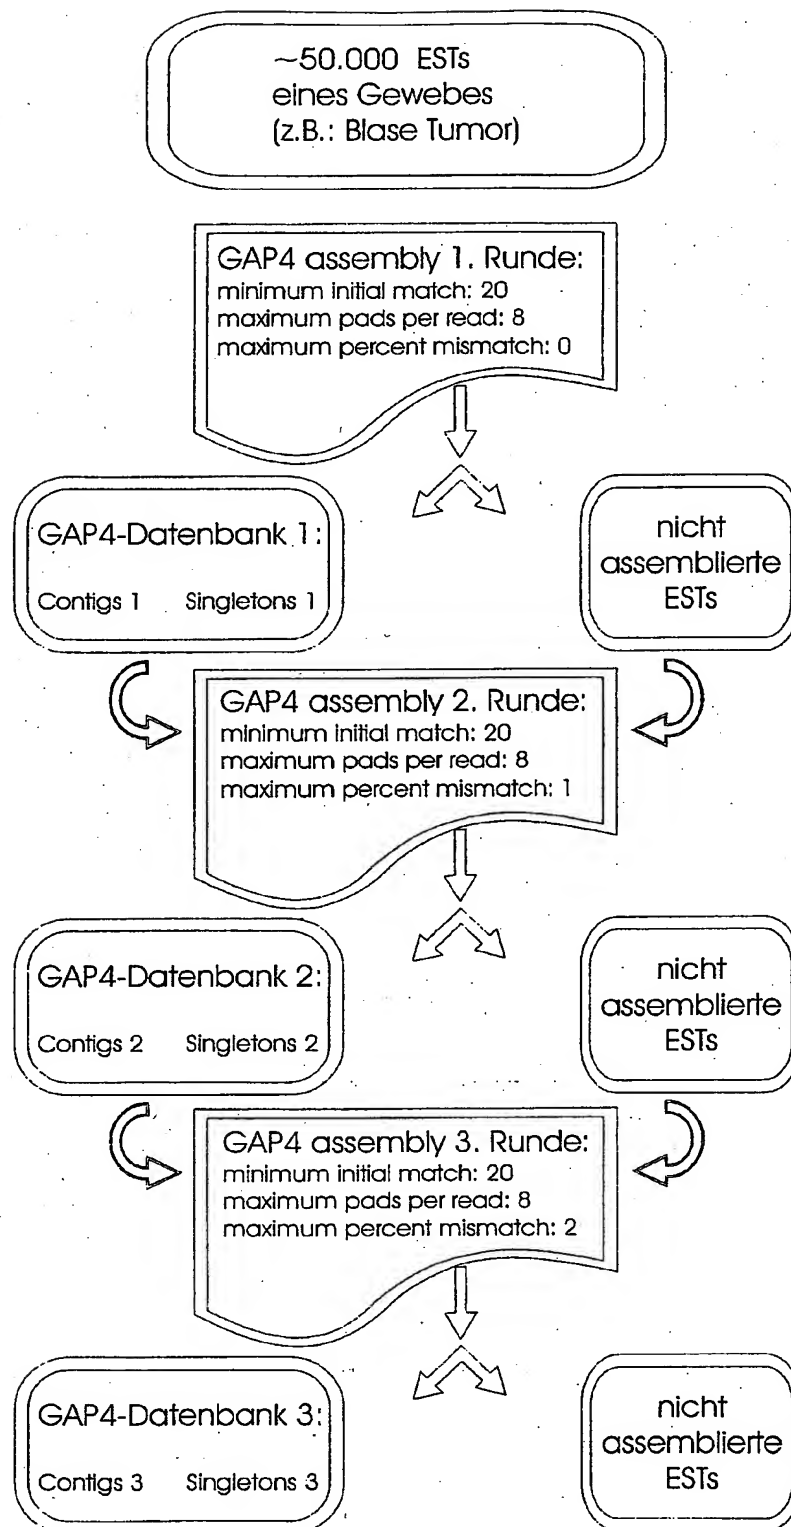 ~50.000 ESTs
eines Gewebes
(z.B.: Blase Tumor)
GAP4 assembly 1. Runde:
minimum initial match: 20
maximum pads per read: 8
maximum percent mismatch: 0
GAP4-Datenbank 1:
Contigs 1 Singletons 1
nicht
assemblierte
ESTs
GAP4 assembly 2. Runde:
minimum initial match: 20
maximum pads per read: 8
maximum percent mismatch: 1
GAP4-Datenbank 2:
Contigs 2 Singletons 2
nicht
assemblierte
ESTs
GAP4 assembly 3. Runde:
minimum initial match: 20
maximum pads per read: 8
maximum percent mismatch: 2
GAP4-Datenbank 3:
Contigs 3 Singletons 3
nicht
assemblierte
ESTs